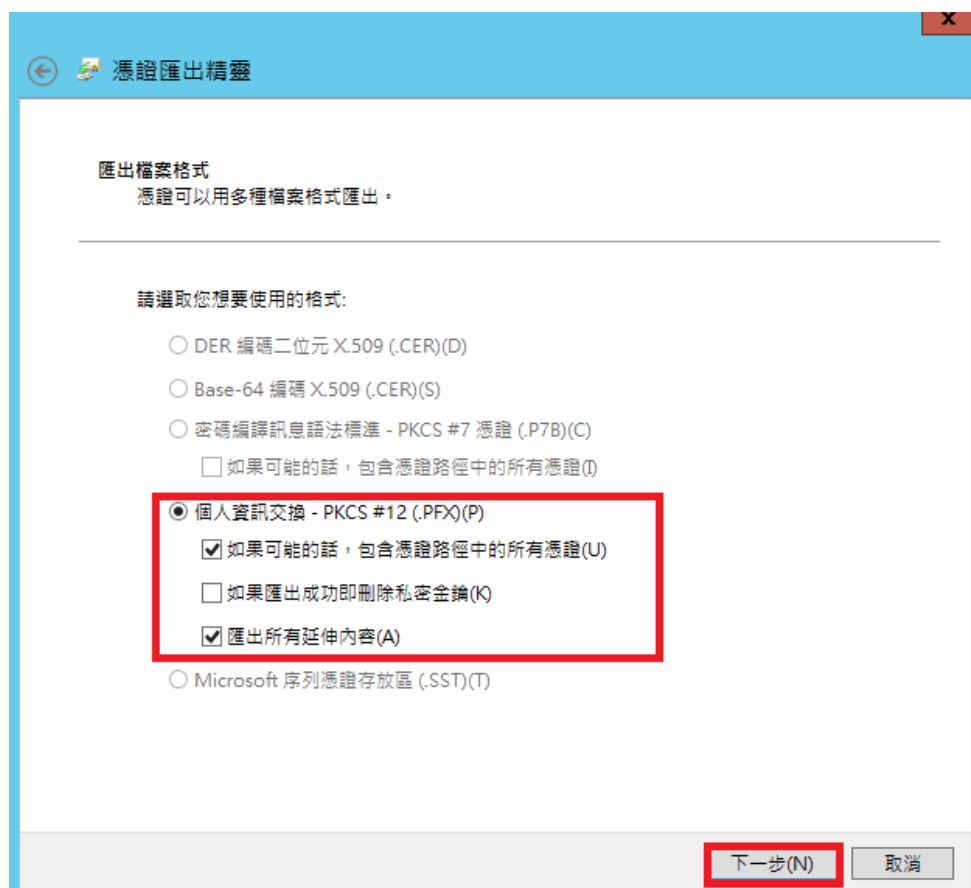 x
憑證匯出精靈
匯出檔案格式
憑證可以用多種檔案格式匯出。
請選取您想要使用的格式:
DER 編碼二位元 X.509 (.CER)(D)
Base-64 編碼 X.509 (.CER)(S)
密碼編譯訊息語法標準 - PKCS #7 憑證 (.P7B)(C)
如果可能的話，包含憑證路徑中的所有憑證(I)
個人資訊交換 - PKCS #12 (.PFX)(P)
如果可能的話，包含憑證路徑中的所有憑證(U)
如果匯出成功即刪除私密金鑰(K)
匯出所有延伸內容(A)
Microsoft 序列憑證存放區 (.SST)(T)
下一步(N) 取消